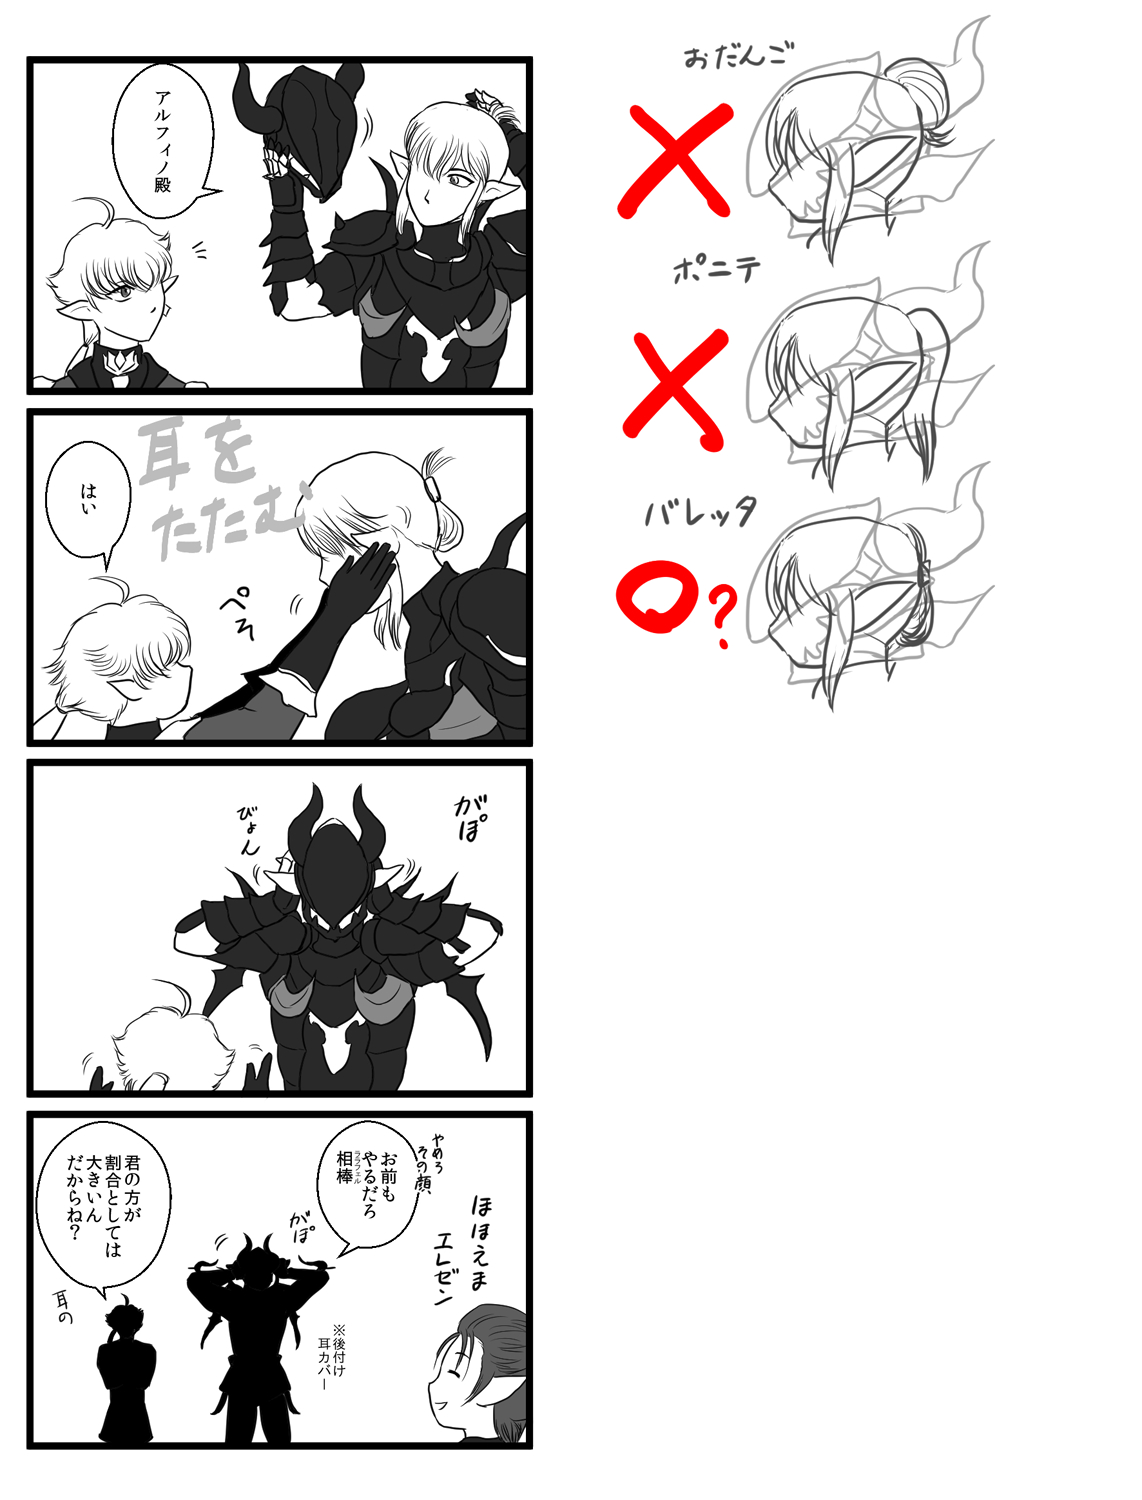 アルフィノ殿
はい
耳を
たたむ
ぺそ
がぽ
びょん
やめろ
その顔、
お前も
やるだろ
相棒
ララフェル
がぽ
君の方が
割合としては
大きいん
だからね？
耳の
ほほえま
エレゼン
※後付け
耳カバー
おだんご
ポニテ
バレッタ
?